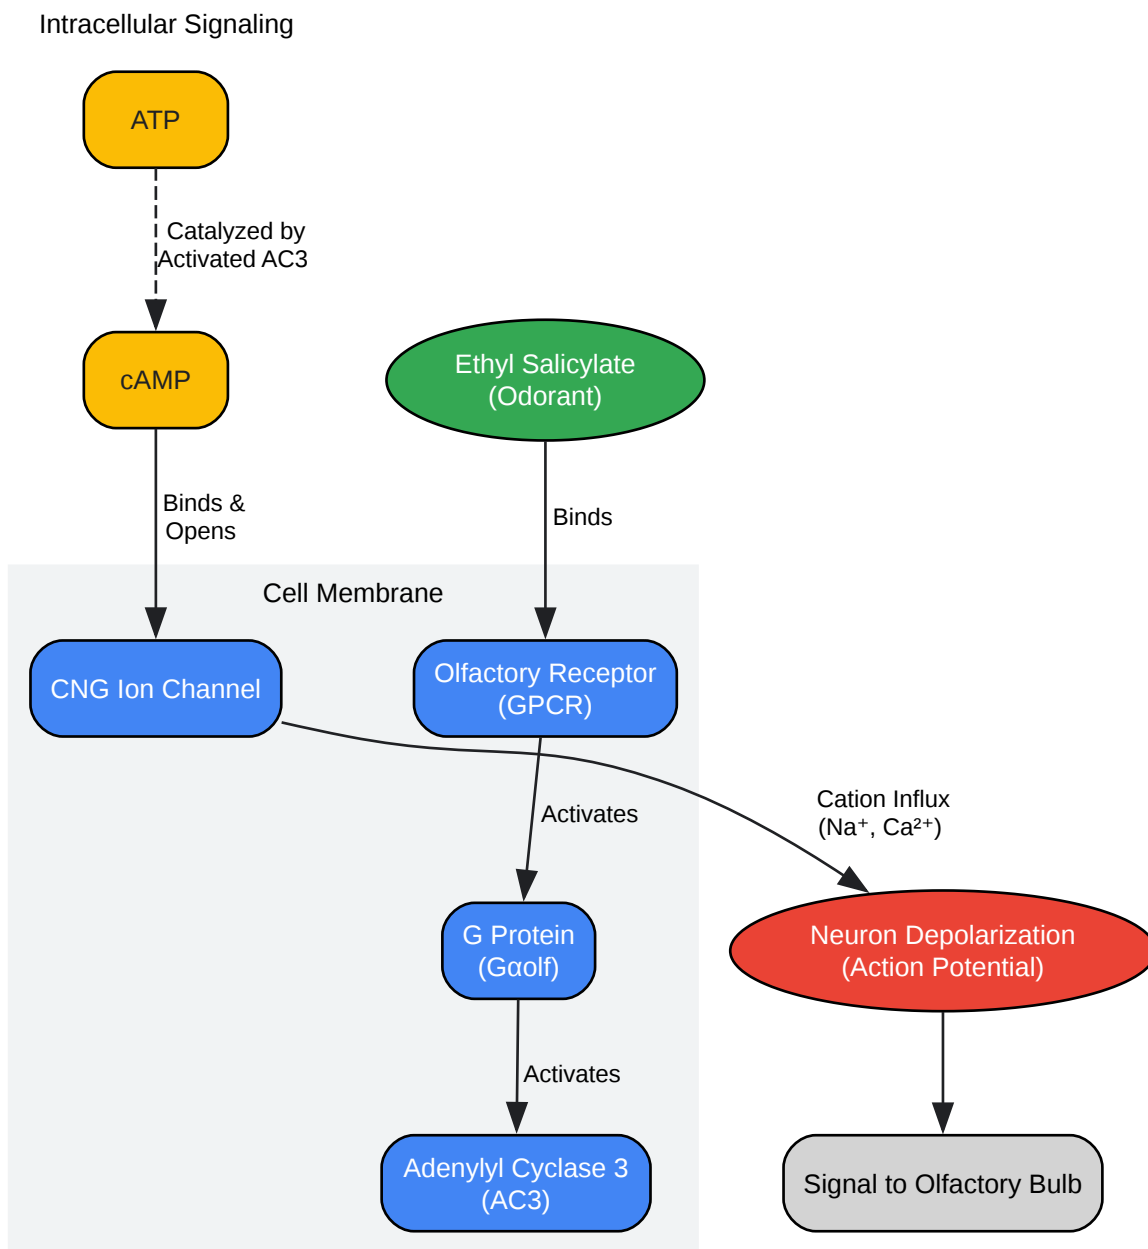 Intracellular Signaling
ATP
Catalyzed by
Activated AC3
cAMP
Ethyl Salicylate
(Odorant)
Binds &
Opens
Binds
Cell Membrane
CNG Ion Channel
Olfactory Receptor
(GPCR)
Activates
Cation Influx
(Na⁺, Ca²⁺)
G Protein
(Gαolf)
Neuron Depolarization
(Action Potential)
Activates
Adenylyl Cyclase 3
(AC3)
Signal to Olfactory Bulb